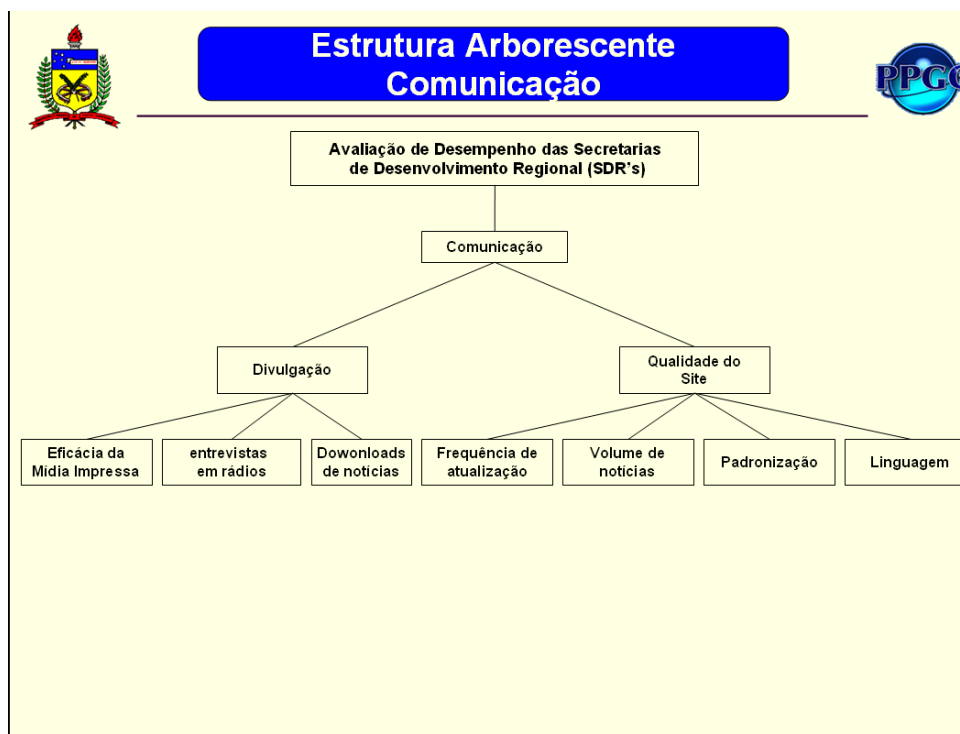 Estrutura Arborescente
Comunicação
PPGC
Avaliação de Desempenho das Secretarias
de Desenvolvimento Regional (SDR's)
Comunicação
Divulgação
Qualidade do
Site
Eficácia da
Mídia Impressa
entrevistas
em rádios
Dowonloads
de notícias
Frequência de
atualização
Volume de
notícias
Padronização
Linguagem